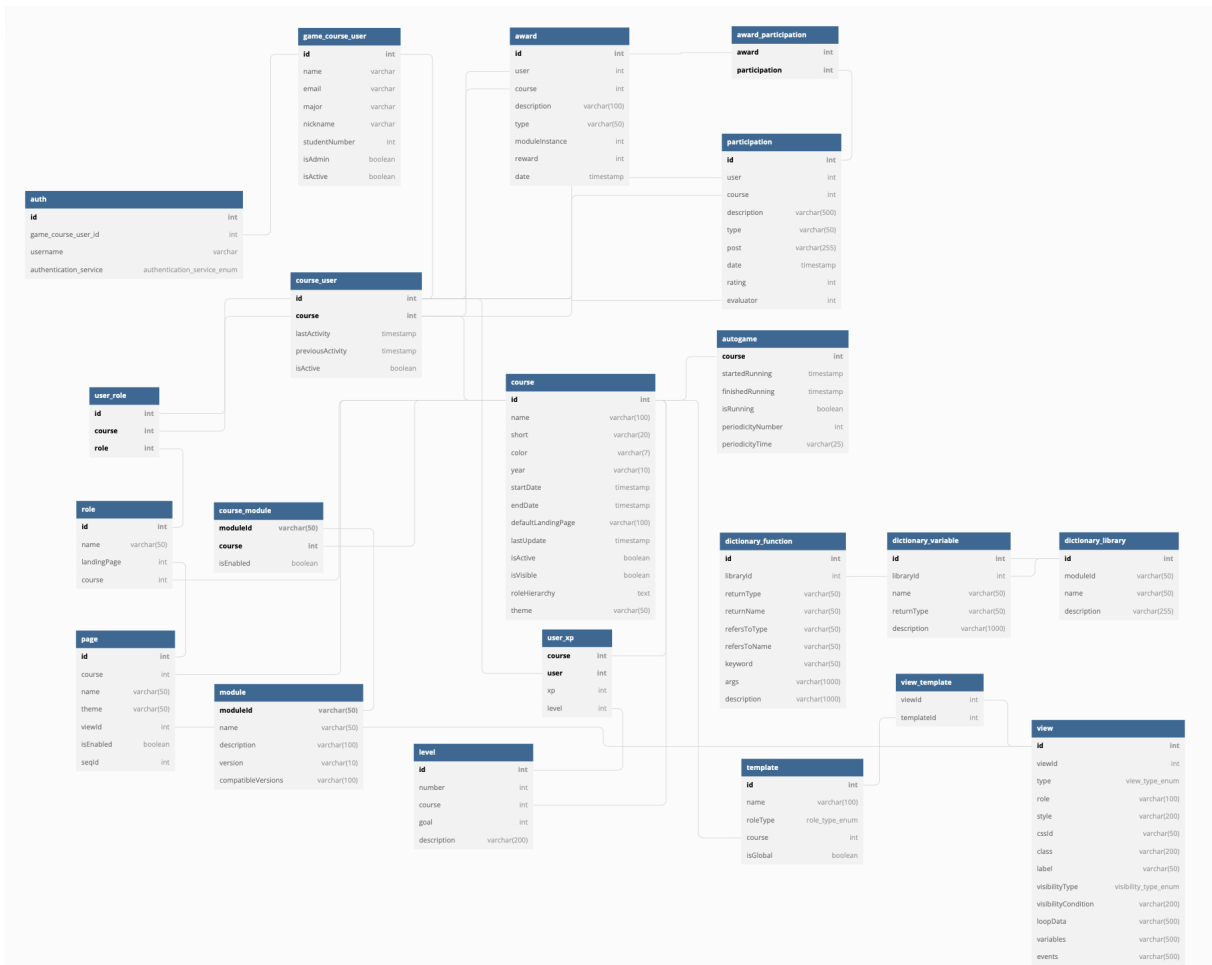 game_course_user
id int
name varchar
email varchar
major varchar
nickname varchar
studentNumber int
isAdmin boolean
isActive boolean
award
id int
user int
course int
description varchar(100)
type varchar(50)
moduleInstance int
reward int
date timestamp
award_participation
award int
participation int
participation
id int
user int
course int
description varchar(500)
type varchar(50)
post varchar(255)
date timestamp
rating int
evaluator int
auth
id int
game_course_user_id int
username varchar
authentication_service authentication_service_enum
course_user
id int
course int
lastActivity timestamp
previousActivity timestamp
isActive boolean
autogame
course int
startedRunning timestamp
finishedRunning timestamp
isRunning boolean
periodicityNumber int
periodicityTime varchar(25)
course
id int
name varchar(100)
short varchar(20)
color varchar(7)
year varchar(10)
startDate timestamp
endDate timestamp
defaultLandingPage varchar(100)
lastUpdate timestamp
isActive boolean
isVisible boolean
roleHierarchy text
theme varchar(50)
user_role
id int
course int
role int
role
id int
name varchar(50)
landingPage int
course int
course_module
moduleId varchar(50)
course int
isEnabled boolean
dictionary_function
id int
libraryId int
returnType varchar(50)
returnName varchar(50)
refersToType varchar(50)
refersToName varchar(50)
keyword varchar(50)
args varchar(1000)
description varchar(1000)
dictionary_variable
id int
libraryId int
name varchar(50)
returnType varchar(50)
description varchar(1000)
dictionary_library
id int
moduleId varchar(50)
name varchar(50)
description varchar(255)
page
id int
course int
name varchar(50)
theme varchar(50)
viewId int
isEnabled boolean
seqId int
module
moduleId varchar(50)
name varchar(50)
description varchar(100)
version varchar(10)
compatibleVersions varchar(100)
user_xp
course int
user int
xp int
level int
level
id int
number int
course int
goal int
description varchar(200)
view_template
viewId int
templateId int
template
id int
name varchar(100)
roleType role_type_enum
course int
isGlobal boolean
view
id int
viewId int
type view_type_enum
role varchar(100)
style varchar(200)
cssId varchar(50)
class varchar(200)
label varchar(50)
visibilityType visibility_type_enum
visibilityCondition varchar(200)
loopData varchar(500)
variables varchar(500)
events varchar(500)